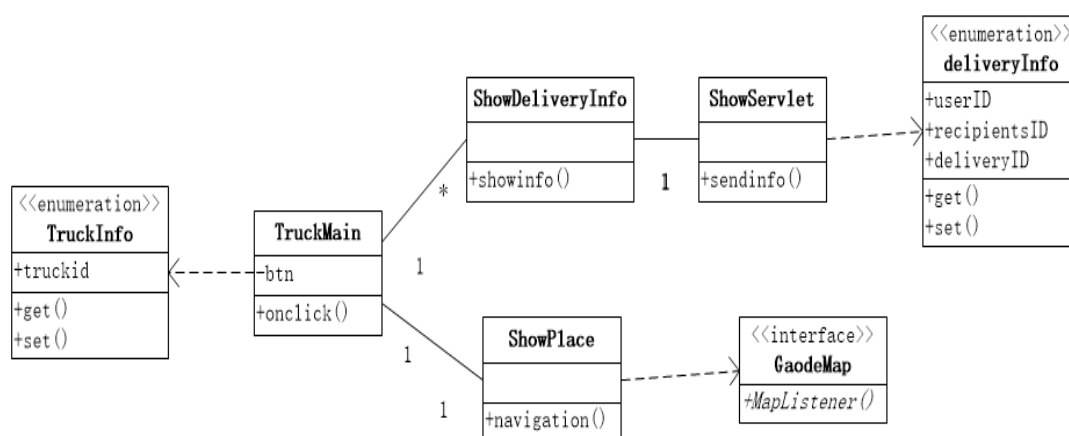 <<enumeration>>
TruckInfo
+truckid
+get()
+set()
TruckMain
-btn
+onclick()
*
1
1
1
ShowDeliveryInfo
+showinfo()
1
ShowServlet
+sendinfo()
<<enumeration>>
deliveryInfo
+userID
+recipientsID
+deliveryID
+get()
+set()
ShowPlace
+navigation()
<<interface>>
GaodeMap
+MapListener()